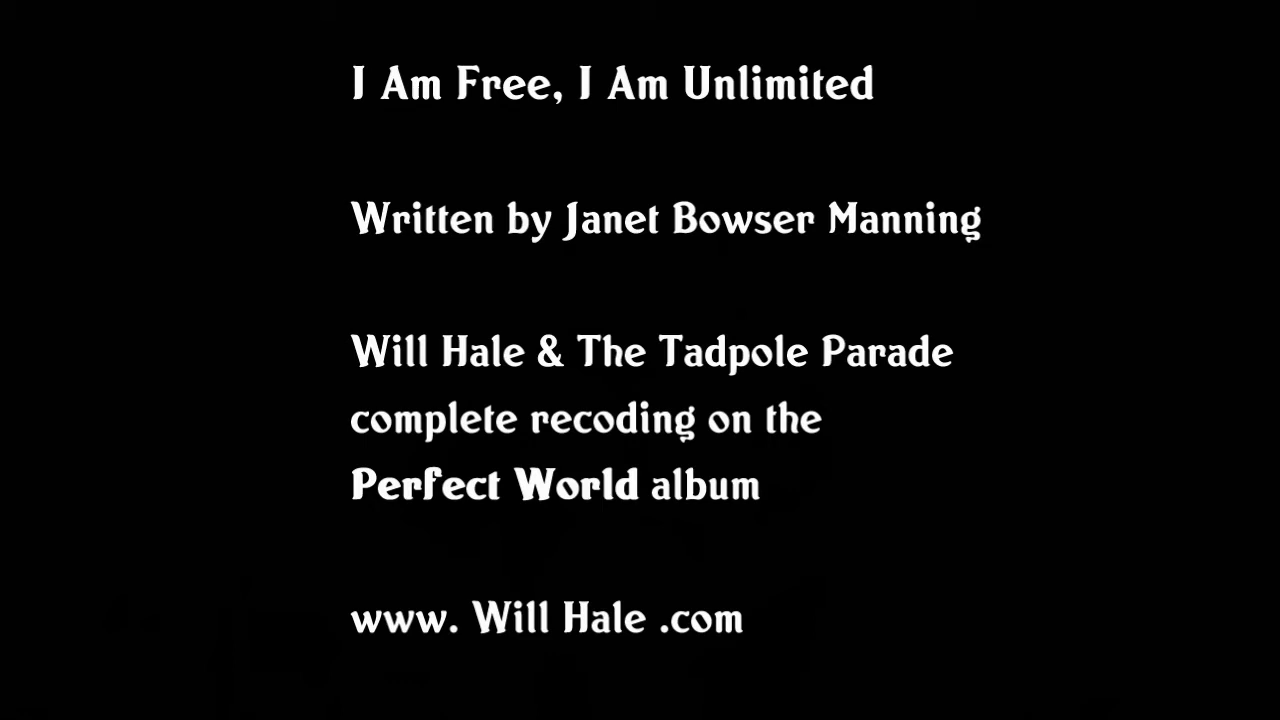 I Am Free, I Am Unlimited
Written by Janet Bowser Manning
Will Hale & The Tadpole Parade
complete recoding on the
Perfect World album
www. Will Hale .com